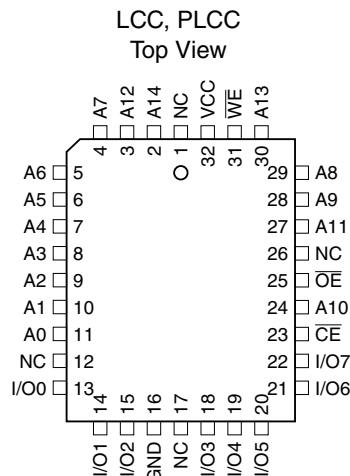 LCC, PLCC
Top View
A7 A12 A14 NC VCC WE A13
4 3 2 1 32 31 30
A6 5 29 A8
A5 6 28 A9
A4 7 27 A11
A3 8 26 NC
A2 9 25 OE
A1 10 24 A10
A0 11 23 CE
NC 12 22 I/O7
I/O0 13 21 I/O6
14 15 16 17 18 19 20
I/O1 I/O2 GND NC I/O3 I/O4 I/O5